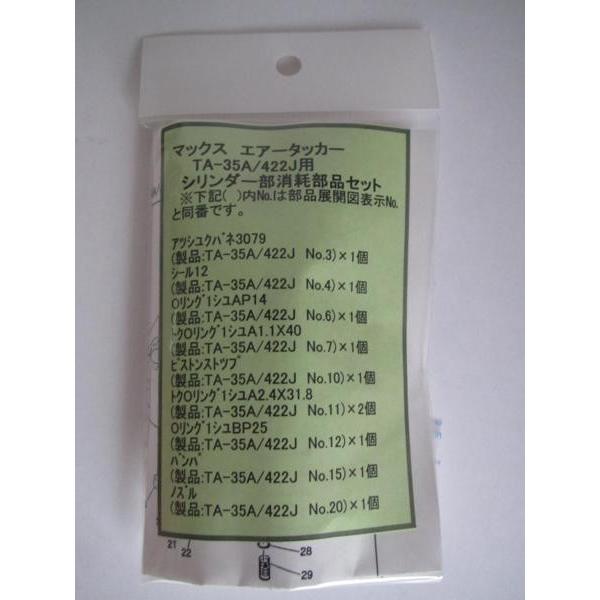 マックス エアータッカー
TA-35A/422J用
シリンダー部消耗部品セット
※下記( )内No.は部品展開図表示No.
と同番です。
アツシユクバネ3079
(製品:TA-35A/422J No.3)×1個
シール12
(製品:TA-35A/422J No.4)×1個
Oリング1シユAP14
(製品:TA-35A/422J No.6)×1個
トクOリング1シユA1.1X40
(製品:TA-35A/422J No.7)×1個
ピストンストツプ
(製品:TA-35A/422J No.10)×1個
トクOリング1シユA2.4X31.8
(製品:TA-35A/422J No.11)×2個
Oリング1シユBP25
(製品:TA-35A/422J No.12)×1個
バンパ
(製品:TA-35A/422J No.15)×1個
ノズル
(製品:TA-35A/422J No.20)×1個
21 22 28
29